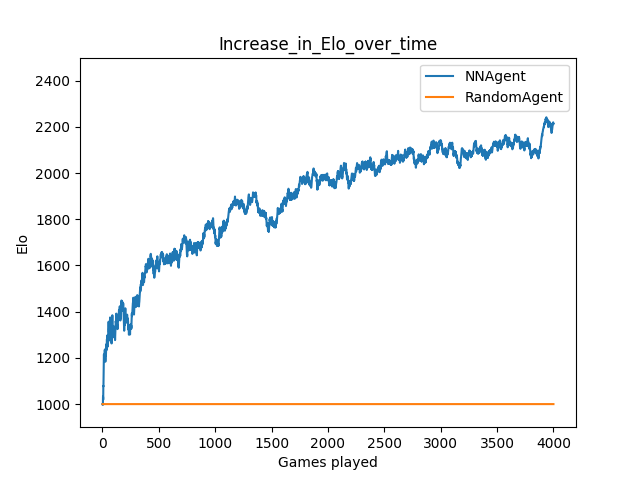 Increase_in_Elo_over_time
NNAgent
RandomAgent
2400
2200
2000
1800
1600
1400
1200
1000
Elo
0 500 1000 1500 2000 2500 3000 3500 4000
Games played